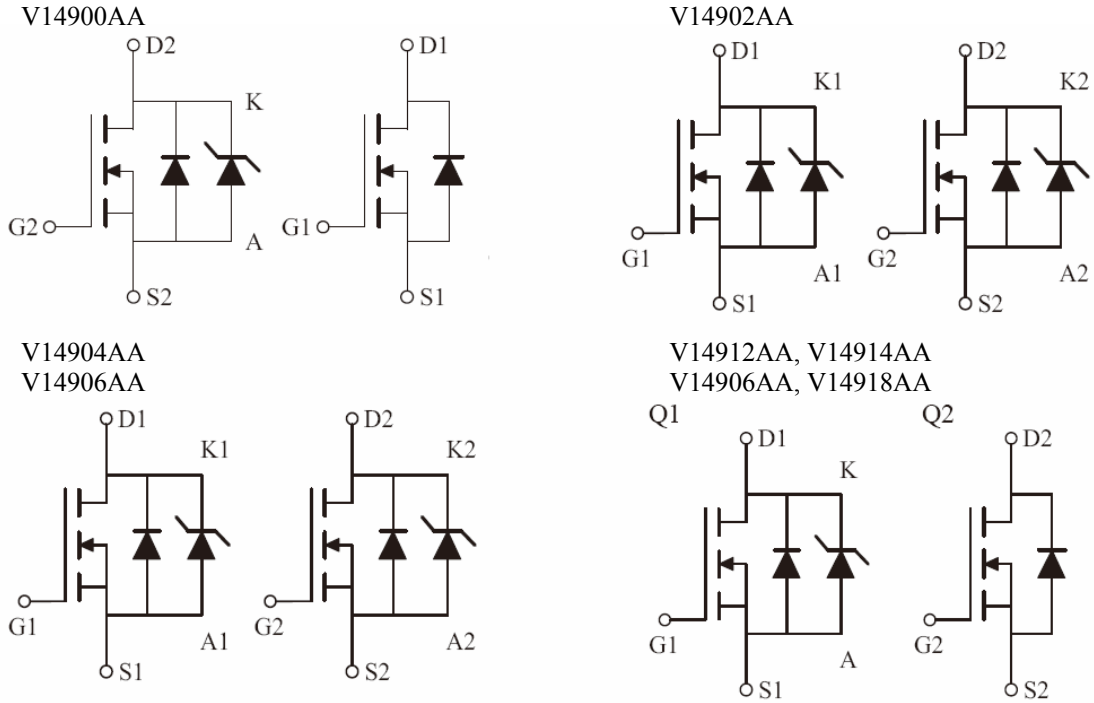 V14900AA
D2
K
G2
A
S2
D1
G1
S1
V14902AA
D1
K1
G1
A1
S1
D2
K2
G2
A2
S2
V14904AA
V14906AA
D1
K1
G1
A1
S1
D2
K2
G2
A2
S2
V14912AA, V14914AA
V14906AA, V14918AA
Q1
D1
K
G1
A
S1
Q2
D2
G2
S2